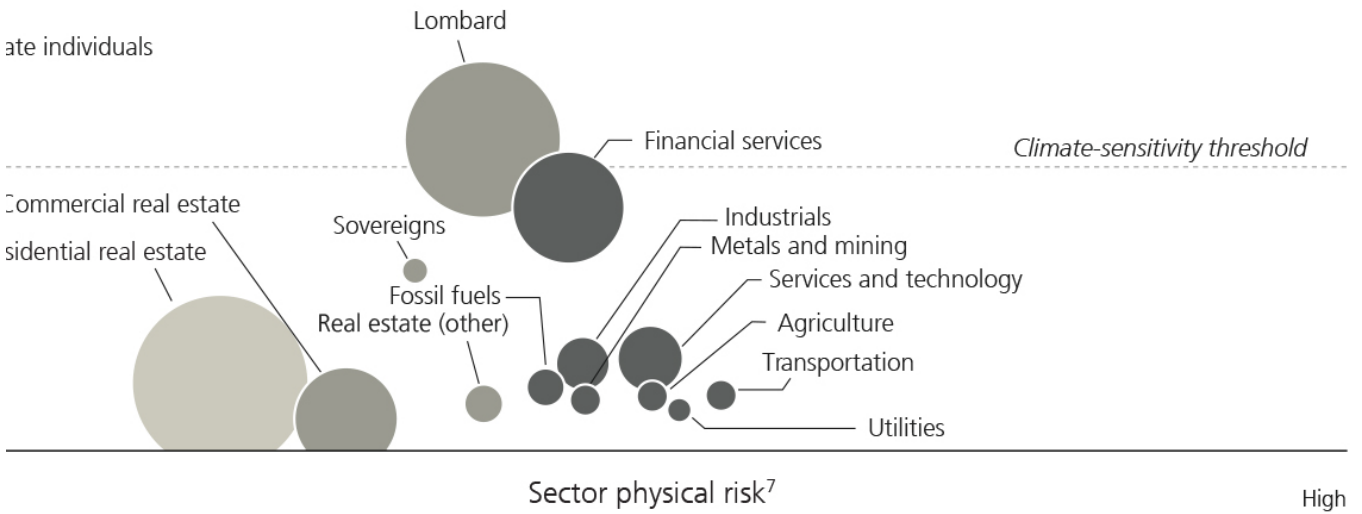 Lombard
ate individuals
Financial services
Climate-sensitivity threshold
Commercial real estate
Sovereigns
Industrials
Metals and mining
sidential real estate
Services and technology
Fossil fuels
Real estate (other)
Agriculture
Transportation
Utilities
Sector physical risk7
High